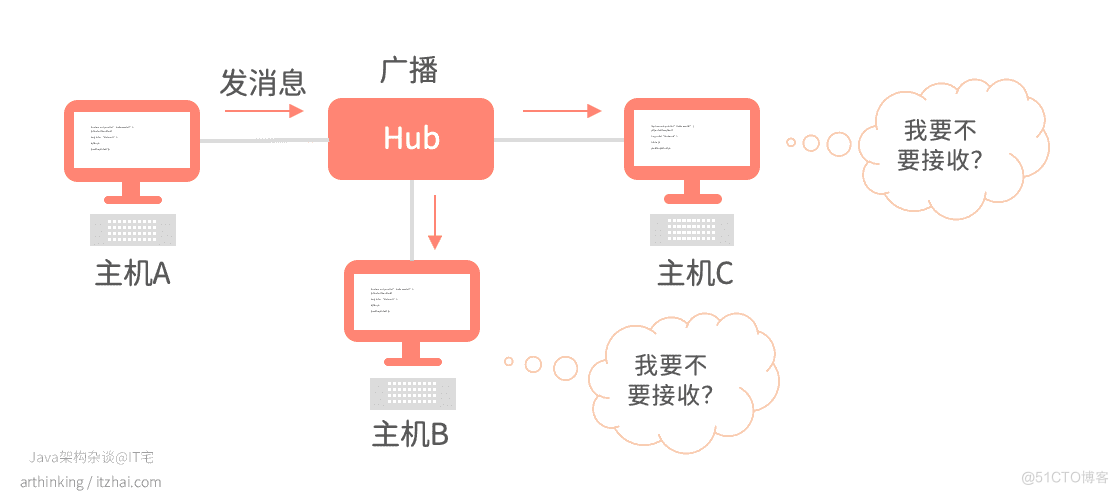 发消息
广播
Hub
主机A
主机C
我要不
要接收？
主机B
我要不
要接收？
Java架构杂谈@IT宅
arthinking / itzhai.com
@51CTO博客